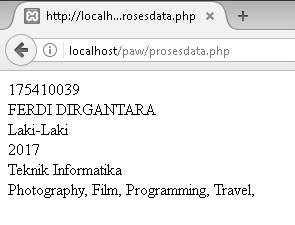 http://localh...rosesdata.php
localhost/paw/prosesdata.php
175410039
FERDI DIRGANTARA
Laki-Laki
2017
Teknik Informatika
Photography, Film, Programming, Travel,